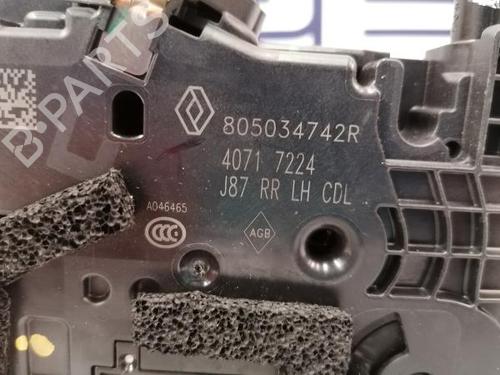 B-PARTS
805034742R
4071 7224
J87 RR LH CDL
A046465
CCC
AGB